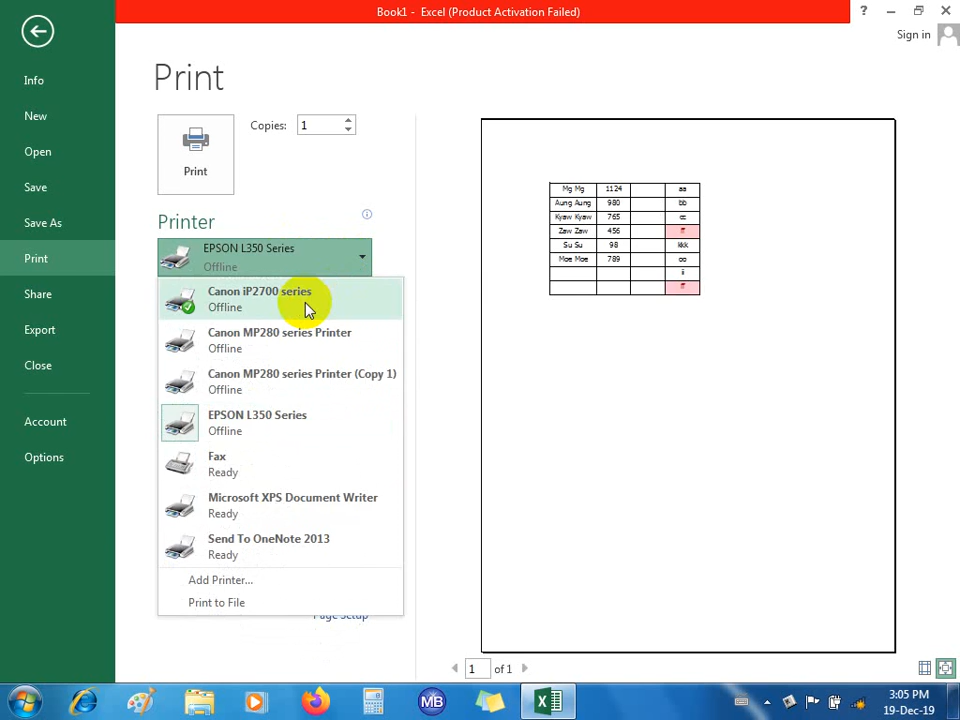 Book1 - Excel (Product Activation Failed)
?
Sign in
Info
New
Open
Save
Save As
Print
Share
Export
Close
Account
Options
Print
Print
Copies: 1
Printer
EPSON L350 Series
Offline
Canon iP2700 series
Offline
Canon MP280 series Printer
Offline
Canon MP280 series Printer (Copy 1)
Offline
EPSON L350 Series
Offline
Fax
Ready
Microsoft XPS Document Writer
Ready
Send To OneNote 2013
Ready
Add Printer...
Print to File
Page Setup
Mg Mg 1124 aa
Aung Aung 980 bb
Kyaw Kyaw 765 cc
Zaw Zaw 456 ff
Su Su 98 kkk
Moe Moe 789 oo
ii
ff
1 of 1
MB
3:05 PM
19-Dec-19